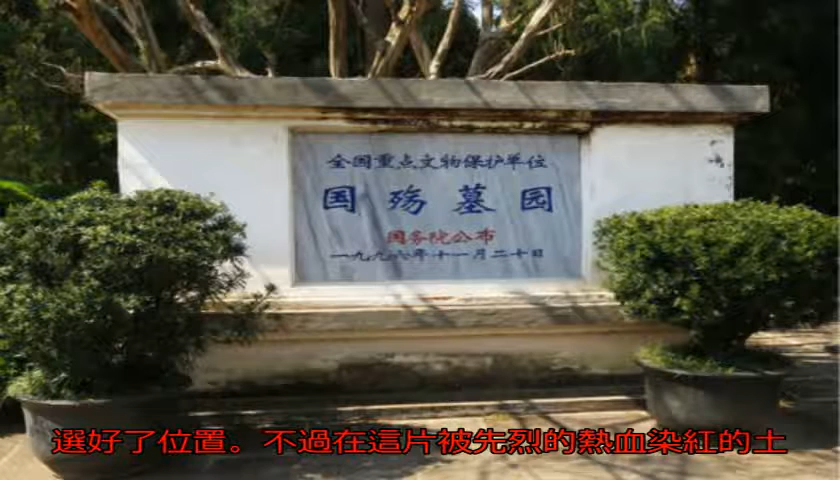 全国重点文物保护单位
国殇墓园
国务院公布
一九九六年十一月二十日
選好了位置。不過在這片被先烈的熱血染紅的土